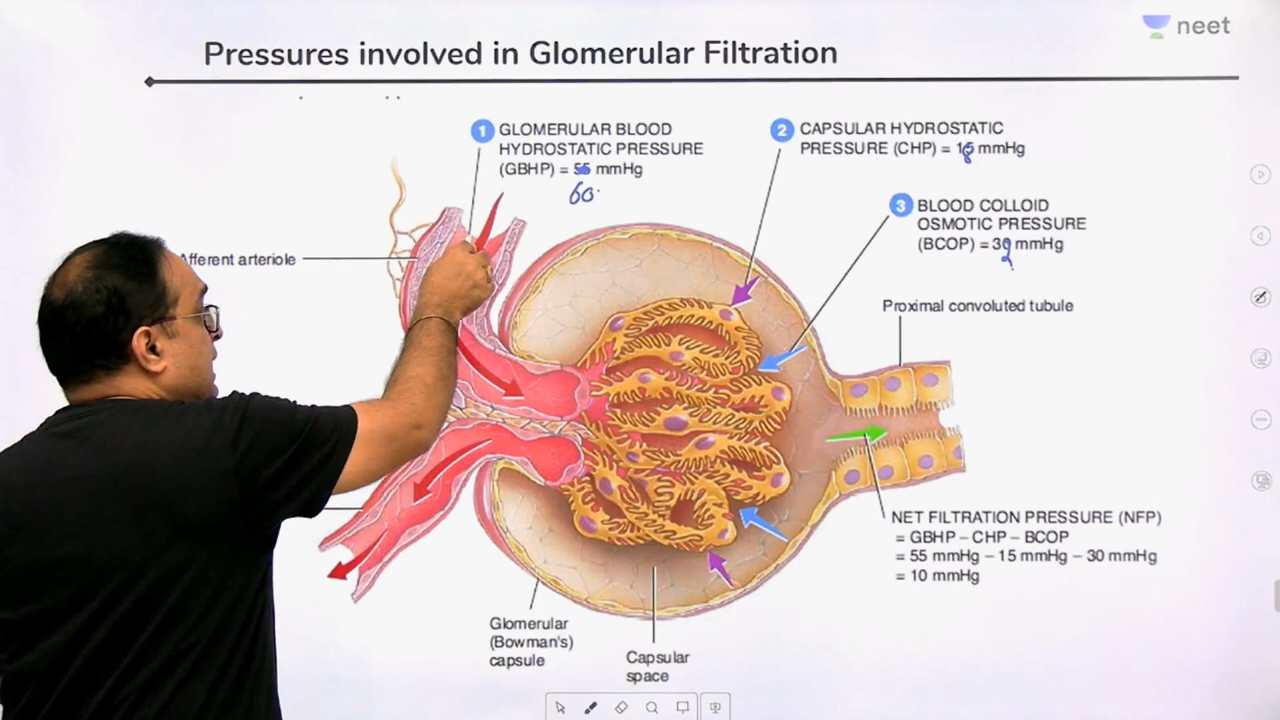 neet
Pressures involved in Glomerular Filtration
1 GLOMERULAR BLOOD
HYDROSTATIC PRESSURE
(GBHP) = 55 mmHg
60
2 CAPSULAR HYDROSTATIC
PRESSURE (CHP) = 18 mmHg
3 BLOOD COLLOID
OSMOTIC PRESSURE
(BCOP) = 30 mmHg
2
Afferent arteriole
Proximal convoluted tubule
NET FILTRATION PRESSURE (NFP)
= GBHP – CHP – BCOP
= 55 mmHg – 15 mmHg – 30 mmHg
= 10 mmHg
Glomerular
(Bowman's)
capsule
Capsular
space